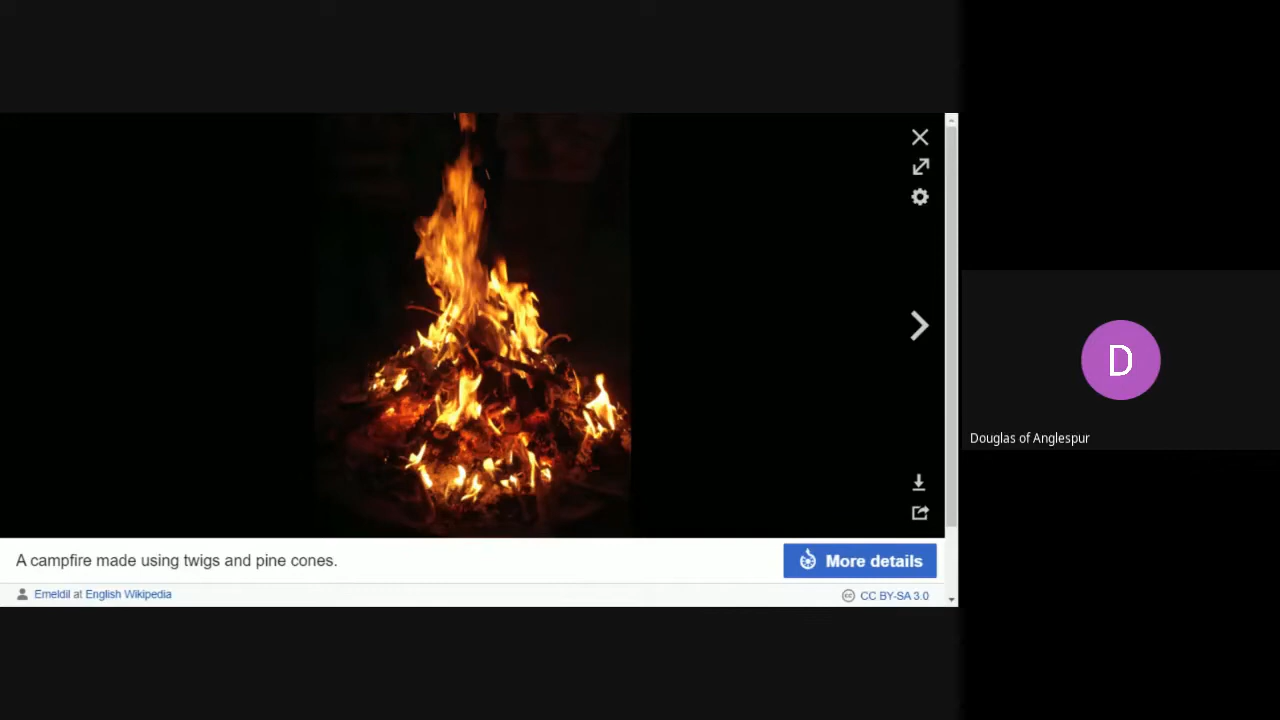 A campfire made using twigs and pine cones.
More details
Emeldil at English Wikipedia
cc CC BY-SA 3.0
D
Douglas of Anglespur